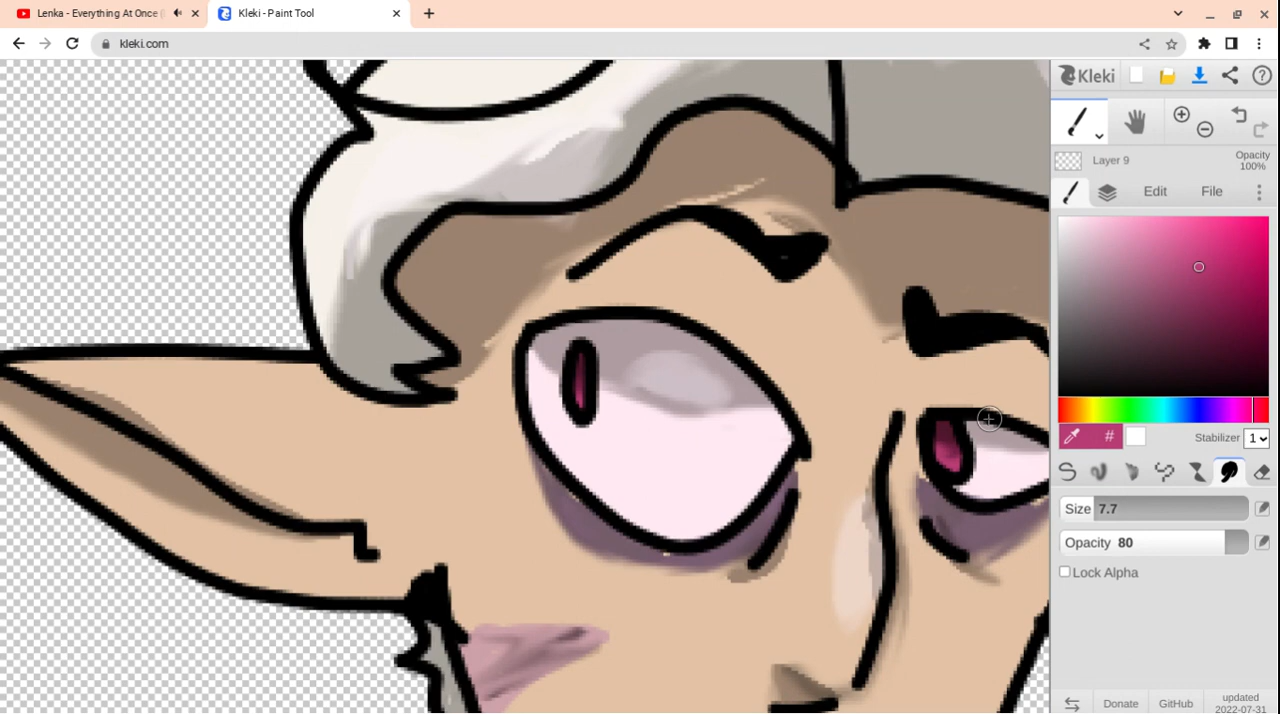 Lenka - Everything At Once (
Kleki - Paint Tool
kleki.com
Kleki
Layer 9
Opacity
100%
Edit
File
#
Stabilizer 1
Size 7.7
Opacity 80
Lock Alpha
Donate
GitHub
updated
2022-07-31